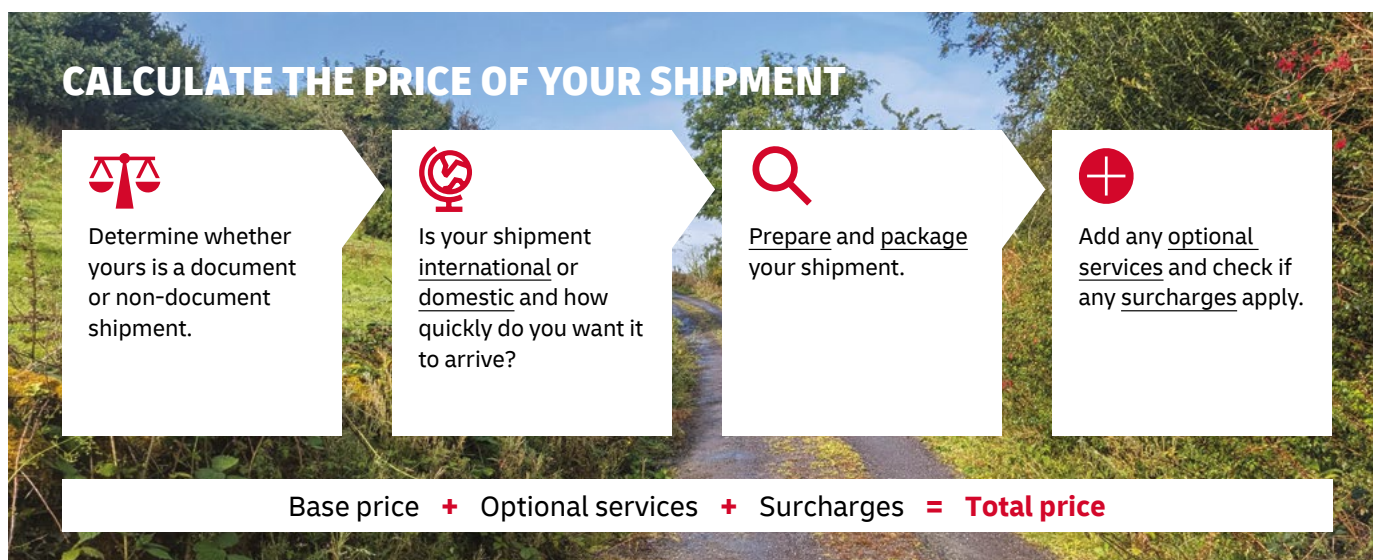 CALCULATE THE PRICE OF YOUR SHIPMENT
Determine whether
yours is a document
or non-document
shipment.
Is your shipment
international or
domestic and how
quickly do you want it
to arrive?
Prepare and package
your shipment.
Add any optional
services and check if
any surcharges apply.
Base price + Optional services + Surcharges = Total price